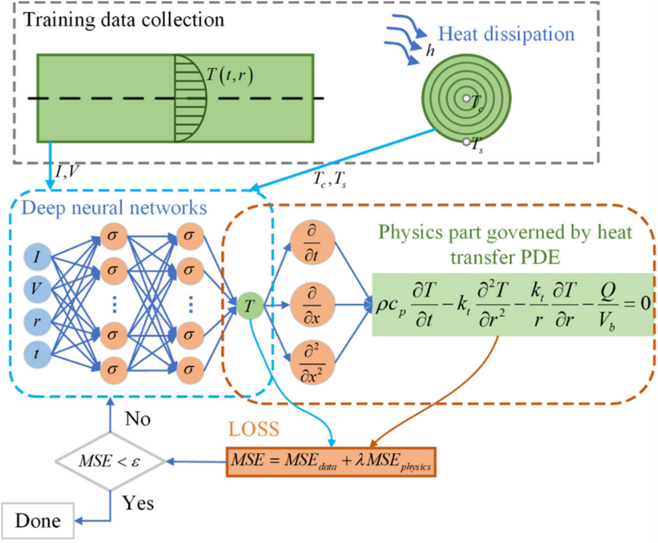 Training data collection
T(t,r)
Heat dissipation
h
T_c
T_s
I,V
T_c,T_s
Deep neural networks
I
V
r
t
σ σ
σ σ
⋮ ⋮
σ σ
σ σ
T
∂/∂t
∂/∂x
∂²/∂x²
Physics part governed by heat
transfer PDE
ρc_p ∂T/∂t − k_t ∂²T/∂r² − k_t/r ∂T/∂r − Q/V_b = 0
No
LOSS
MSE < ε
MSE = MSE_data + λMSE_physics
Yes
Done